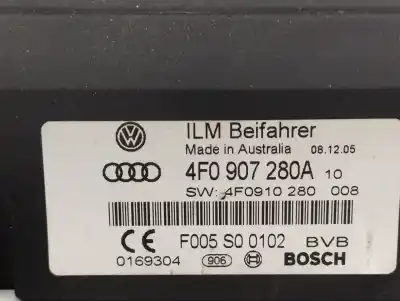 ILM Beifahrer
Made in Australia 08.12.05
4F0 907 280A 10
SW: 4F0910 280 008
CE F005 S0 0102 BVB
0169304 906 BOSCH